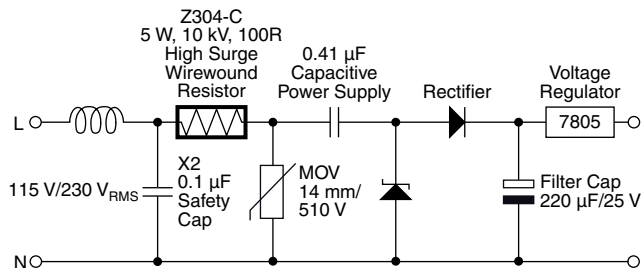 Z304-C
5 W, 10 kV, 100R
High Surge
Wirewound
Resistor
0.41 µF
Capacitive
Power Supply
Rectifier
Voltage
Regulator
L
7805
115 V/230 VRMS
X2
0.1 µF
Safety
Cap
MOV
14 mm/
510 V
Filter Cap
220 µF/25 V
N